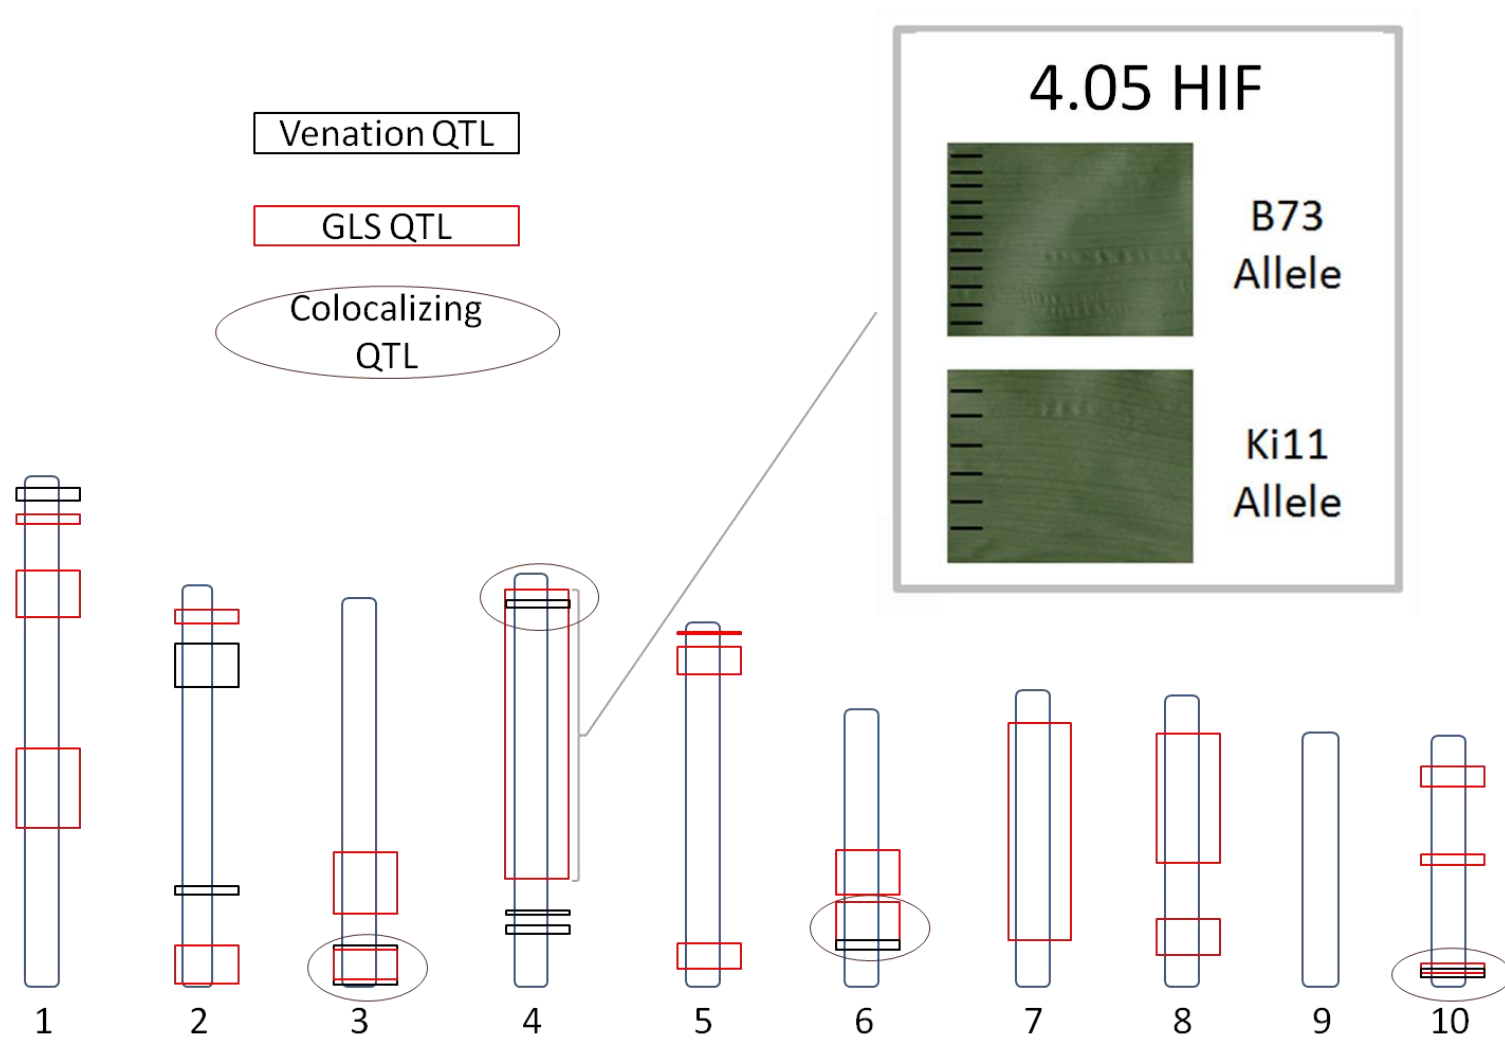 4.05 HIF
Venation QTL
GLS QTL
Colocalizing
QTL
B73
Allele
Ki11
Allele
1 2 3 4 5 6 7 8 9 10